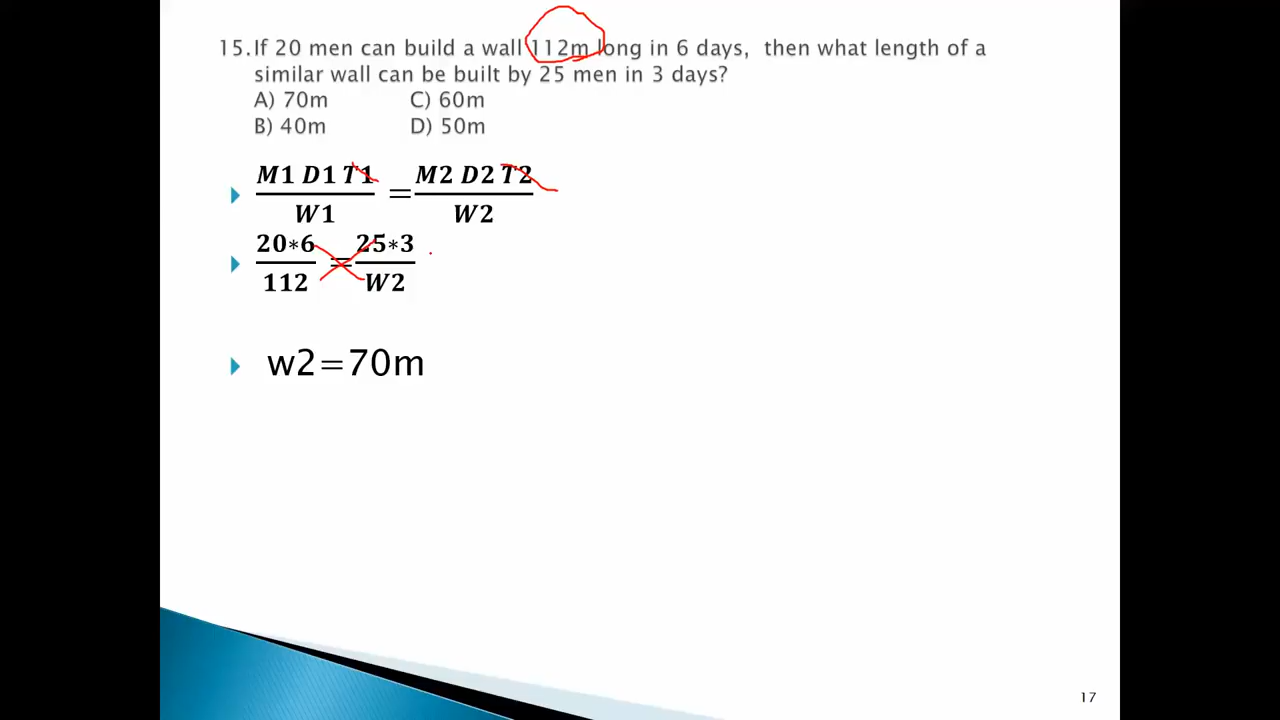 15. If 20 men can build a wall 112m long in 6 days, then what length of a
similar wall can be built by 25 men in 3 days?
A) 70m C) 60m
B) 40m D) 50m
M1 D1 T1 / W1 = M2 D2 T2 / W2
20*6 / 112 = 25*3 / W2
w2=70m
17